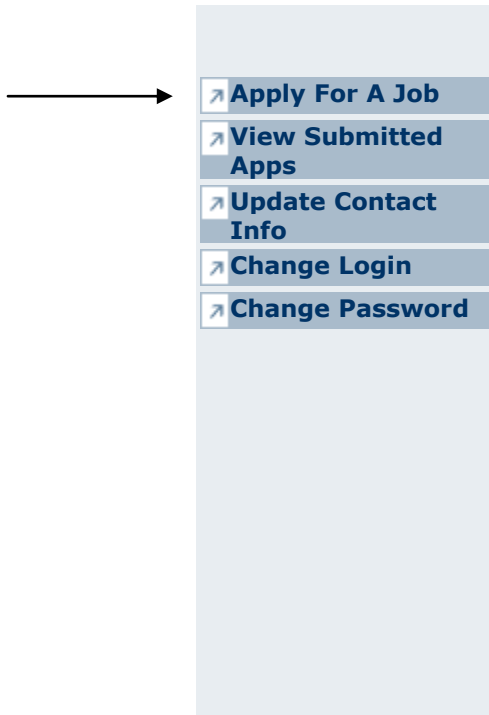 Apply For A Job
View Submitted
Apps
Update Contact
Info
Change Login
Change Password